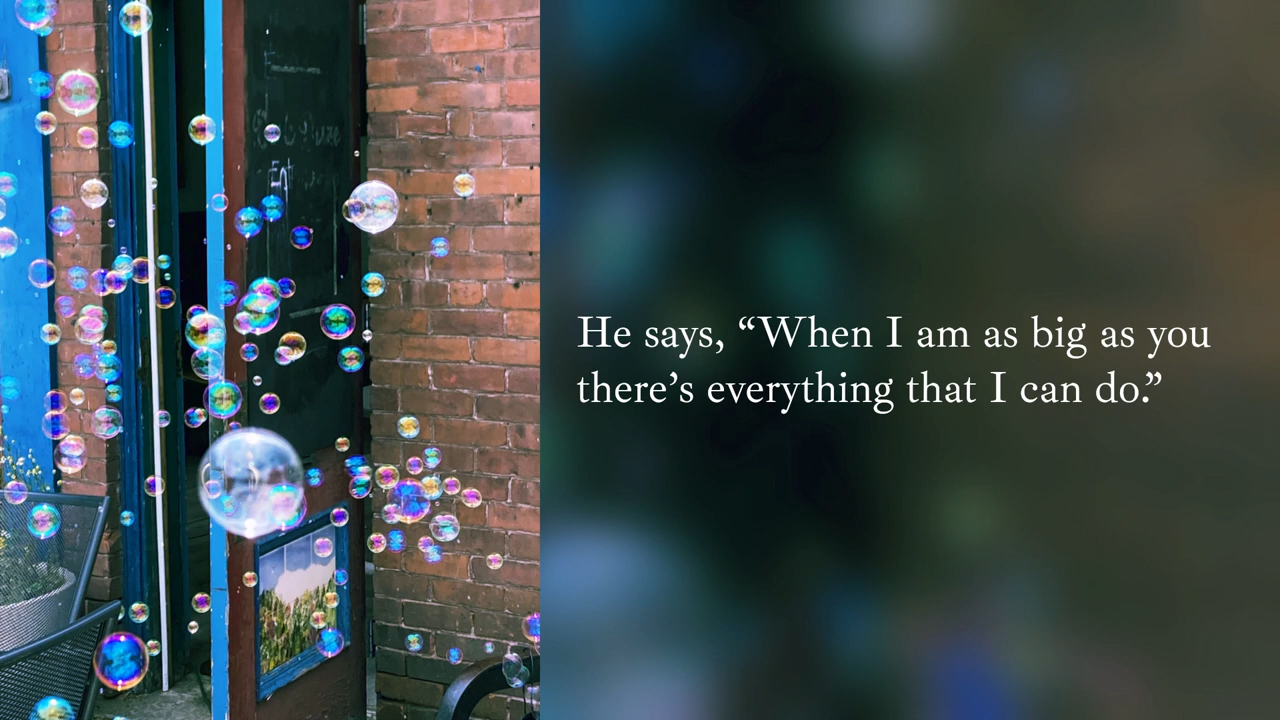 He says, “When I am as big as you
there’s everything that I can do.”